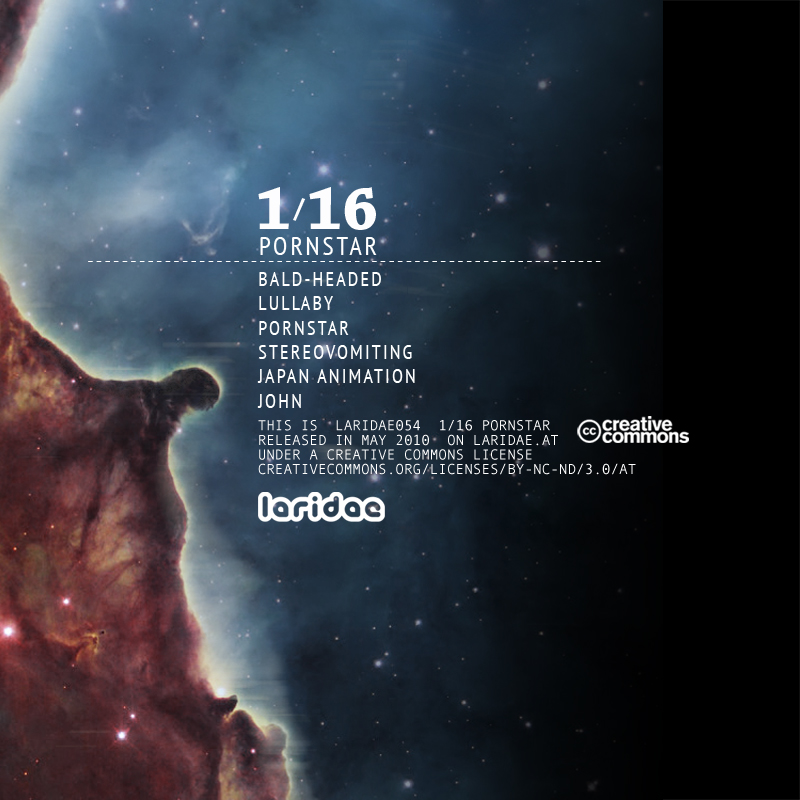 1/16
PORNSTAR
BALD-HEADED
LULLABY
PORNSTAR
STEREOVOMITING
JAPAN ANIMATION
JOHN
THIS IS LARIDAE054 1/16 PORNSTAR
RELEASED IN MAY 2010 ON LARIDAE.AT
UNDER A CREATIVE COMMONS LICENSE
CREATIVECOMMONS.ORG/LICENSES/BY-NC-ND/3.0/AT
cc creative
commons
laridae